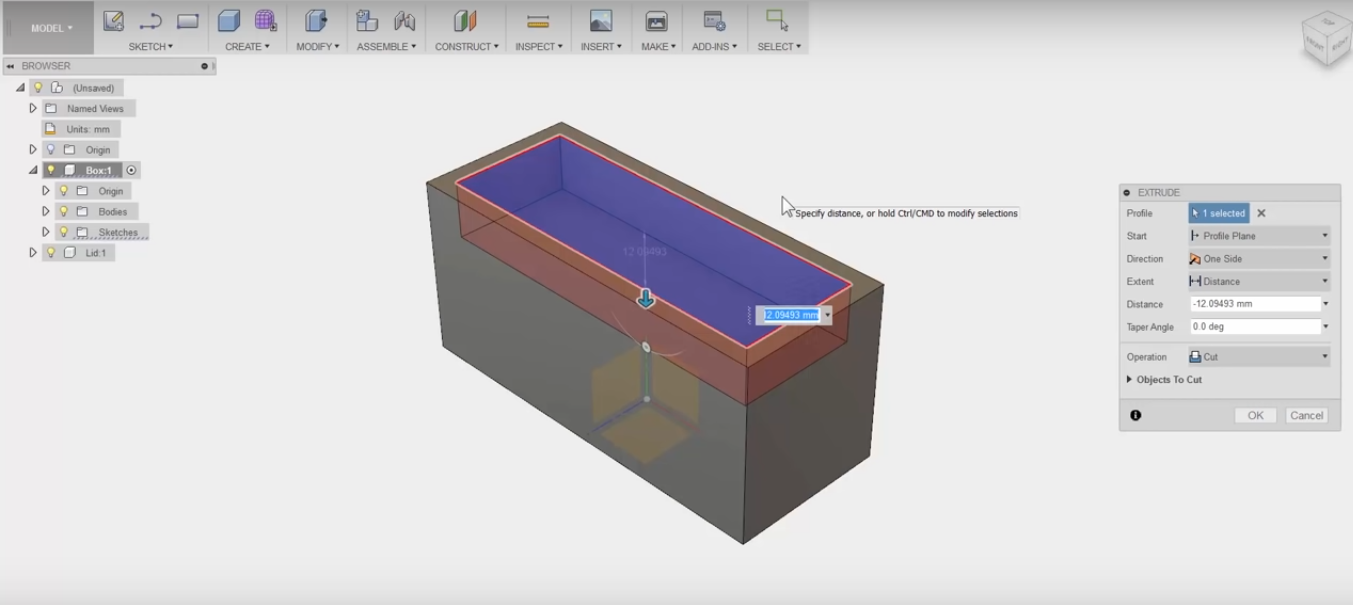 MODEL
SKETCH
CREATE
MODIFY
ASSEMBLE
CONSTRUCT
INSPECT
INSERT
MAKE
ADD-INS
SELECT
TOP
FRONT
RIGHT
BROWSER
(Unsaved)
Named Views
Units: mm
Origin
Box:1
Origin
Bodies
Sketches
Lid:1
Specify distance, or hold Ctrl/CMD to modify selections
12.09493
12.09493 mm
EXTRUDE
Profile 1 selected
Start Profile Plane
Direction One Side
Extent Distance
Distance -12.09493 mm
Taper Angle 0.0 deg
Operation Cut
Objects To Cut
OK Cancel